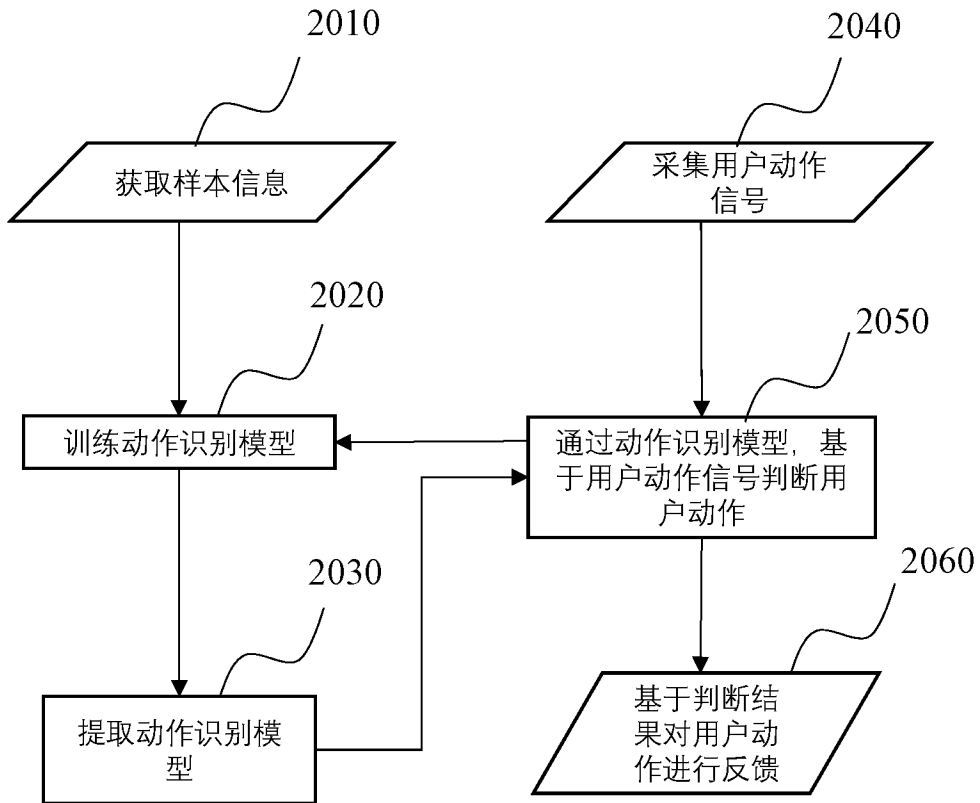 2010
获取样本信息
2020
训练动作识别模型
2030
提取动作识别模
型
2040
采集用户动作
信号
2050
通过动作识别模型，基
于用户动作信号判断用
户动作
2060
基于判断结
果对用户动
作进行反馈